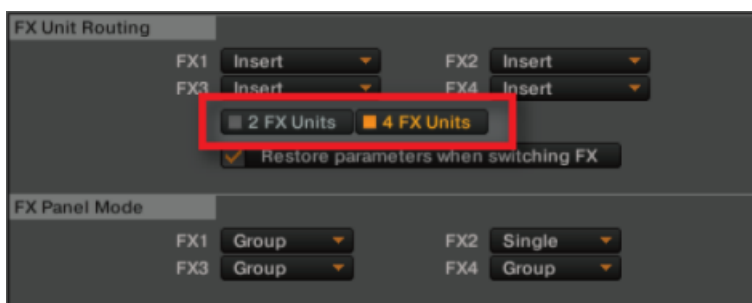 FX Unit Routing
FX1 Insert FX2 Insert
FX3 Insert FX4 Insert
2 FX Units 4 FX Units
Restore parameters when switching FX
FX Panel Mode
FX1 Group FX2 Single
FX3 Group FX4 Group